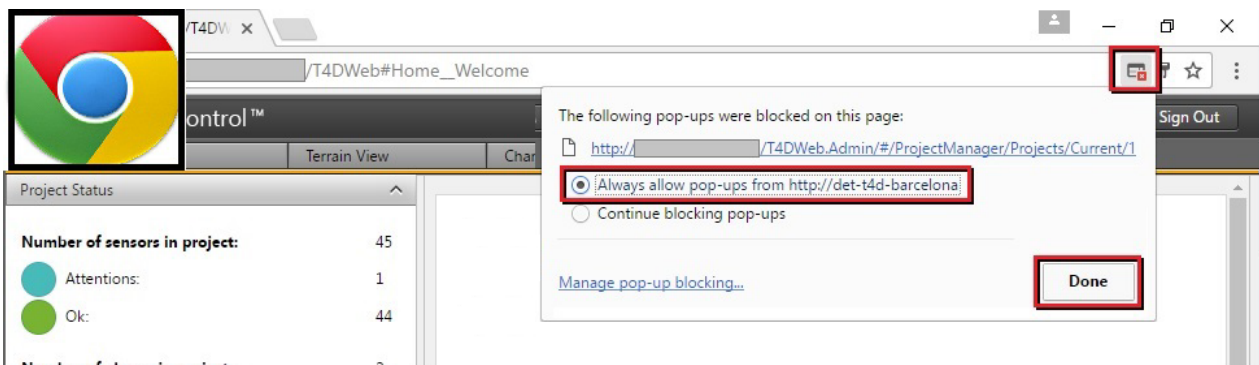 /T4DW
/T4DWeb#Home__Welcome
ontrol™
Sign Out
Terrain View
Char
The following pop-ups were blocked on this page:
http://
/T4DWeb.Admin/#/ProjectManager/Projects/Current/1
Always allow pop-ups from http://det-t4d-barcelona
Continue blocking pop-ups
Manage pop-up blocking...
Done
Project Status
Number of sensors in project: 45
Attentions: 1
Ok: 44